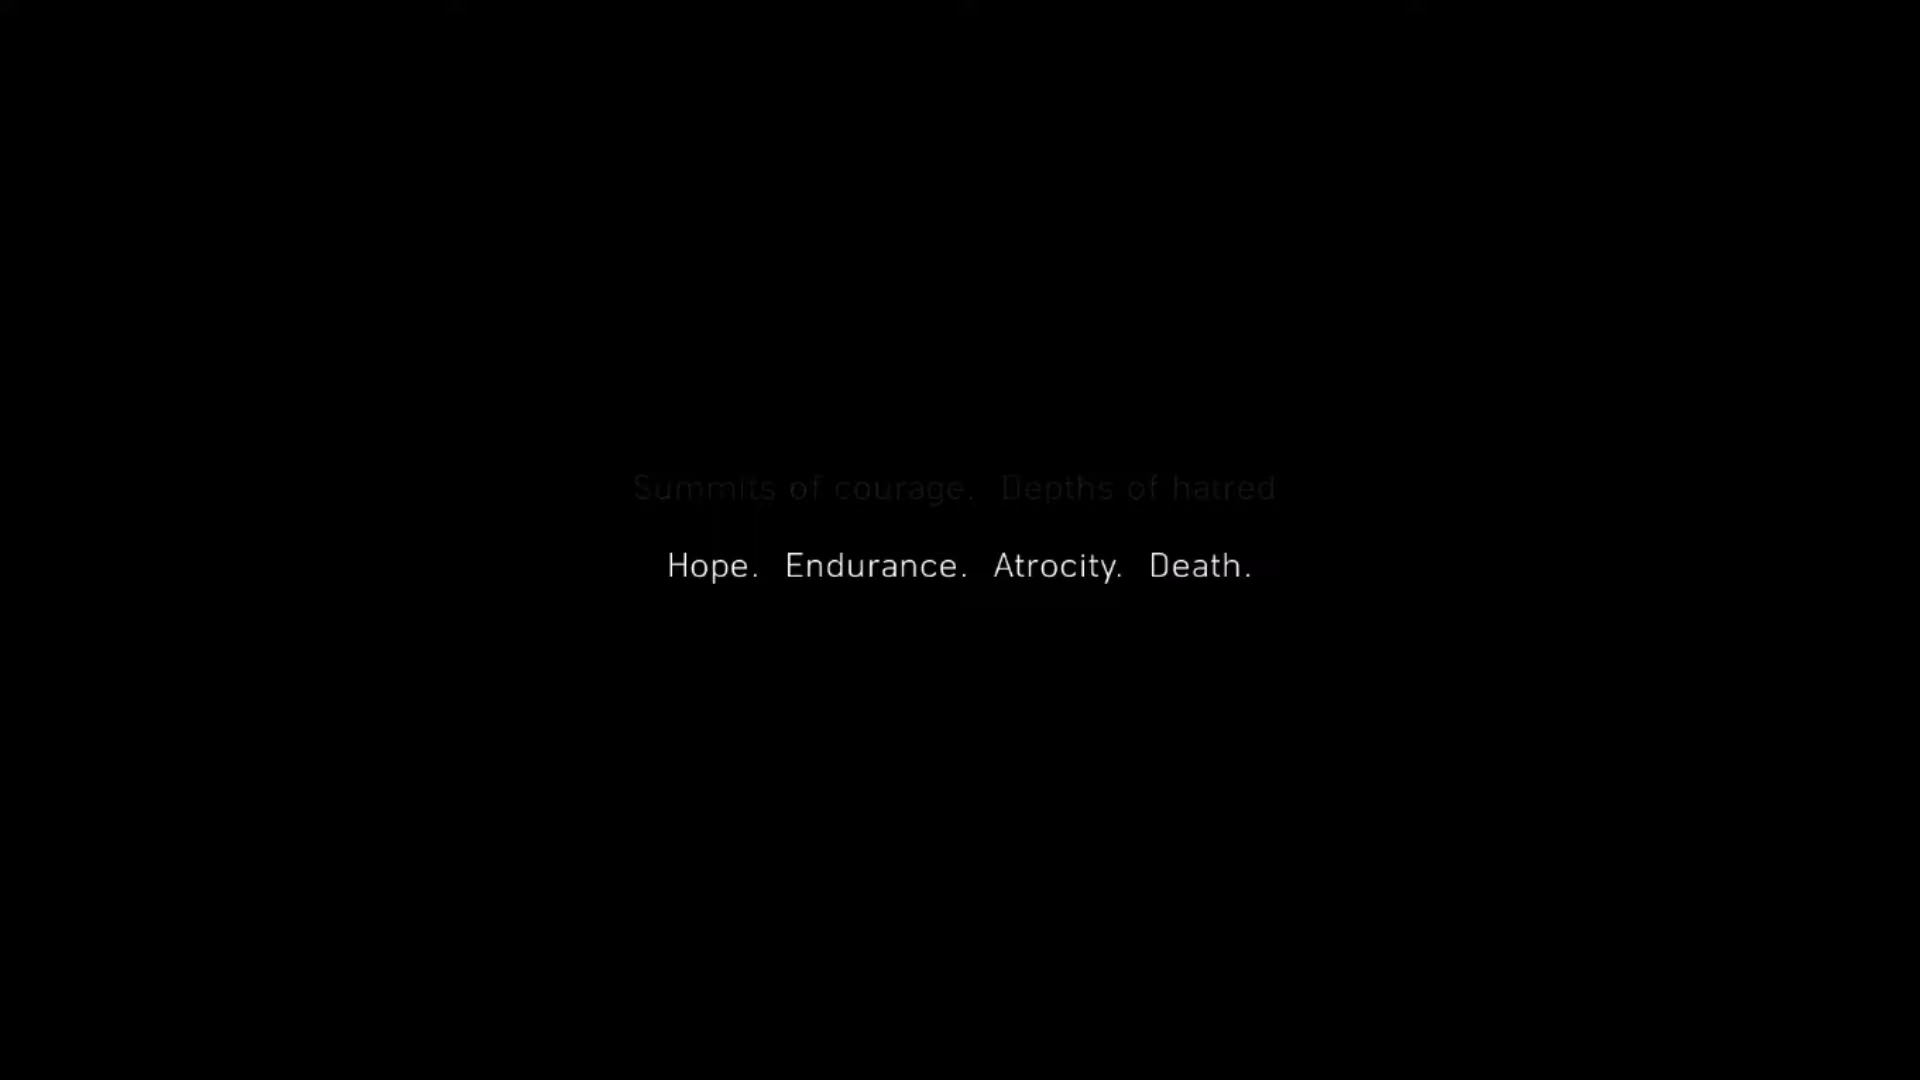 Summits of courage.  Depths of hatred
Hope.  Endurance.  Atrocity.  Death.